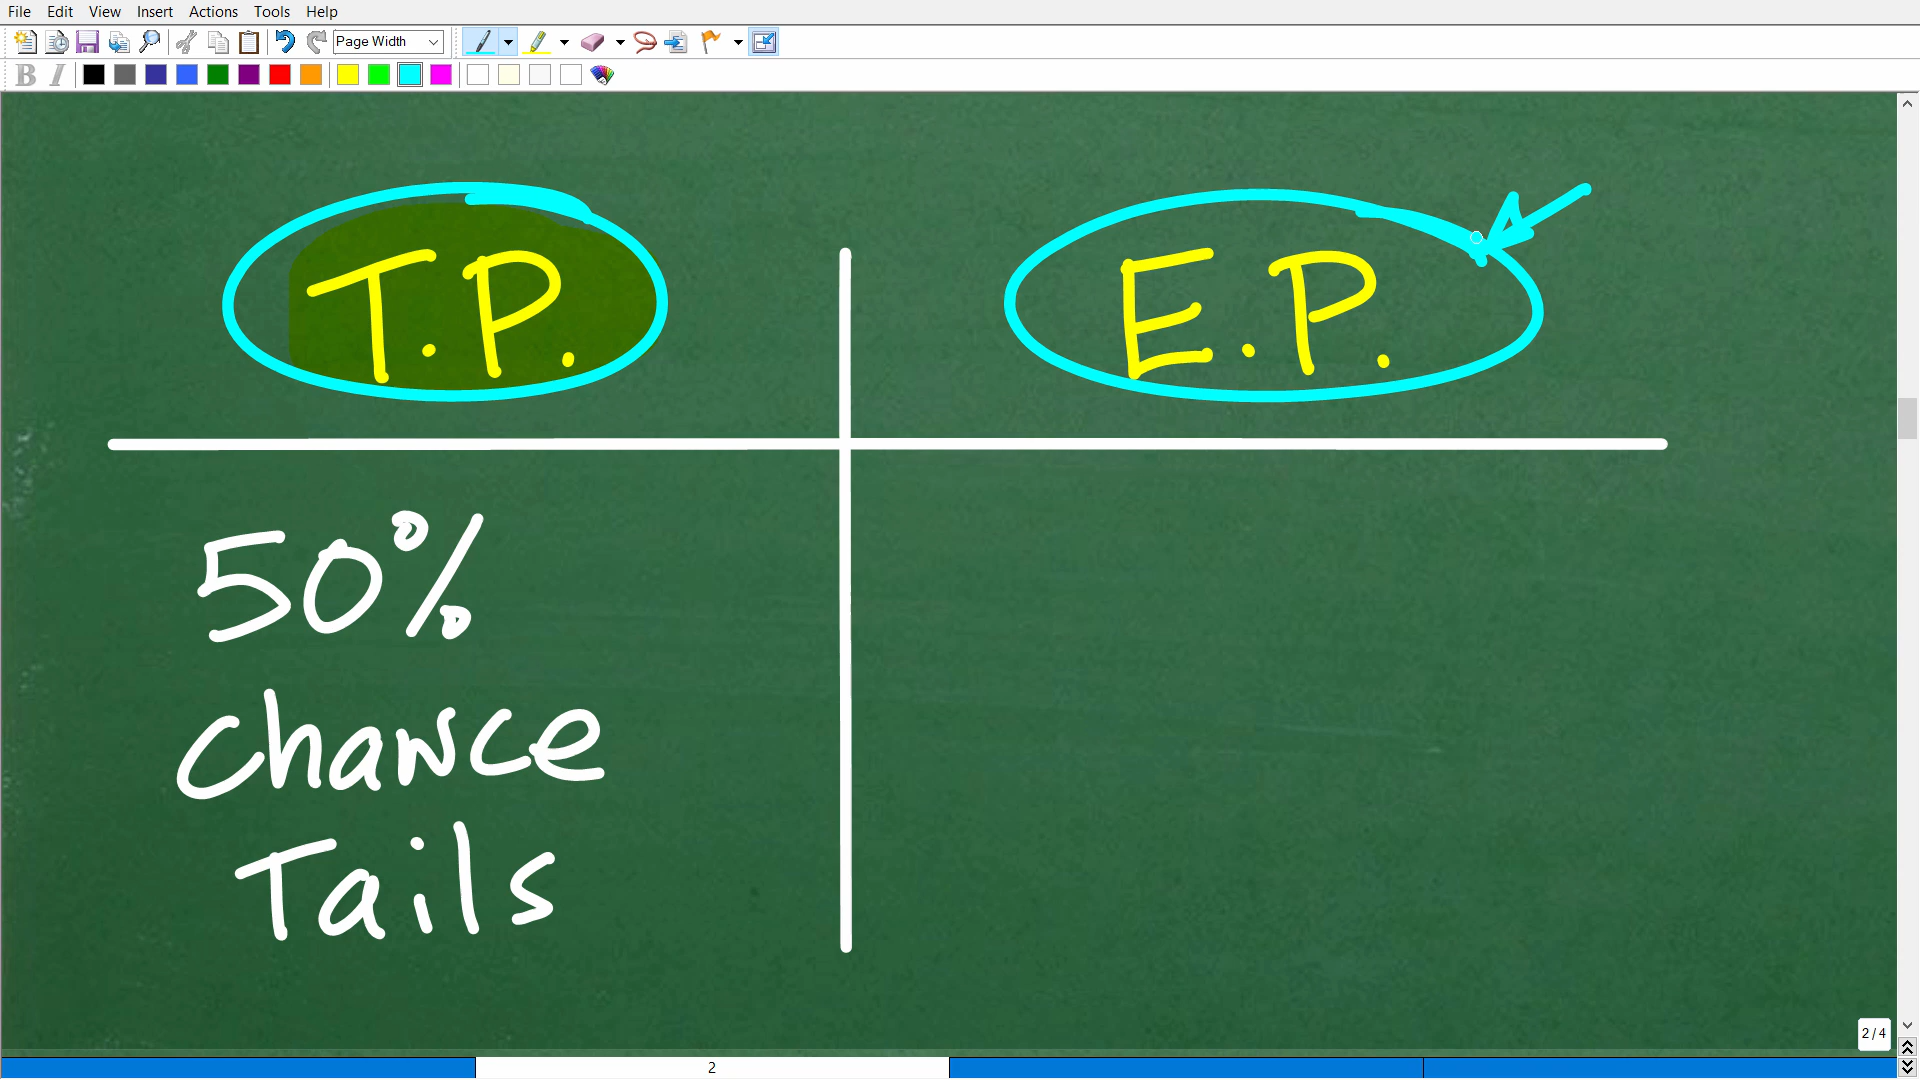 File Edit View Insert Actions Tools Help
Page Width
B I
T.P. E.P.
50%
Chance
Tails
2 / 4
2